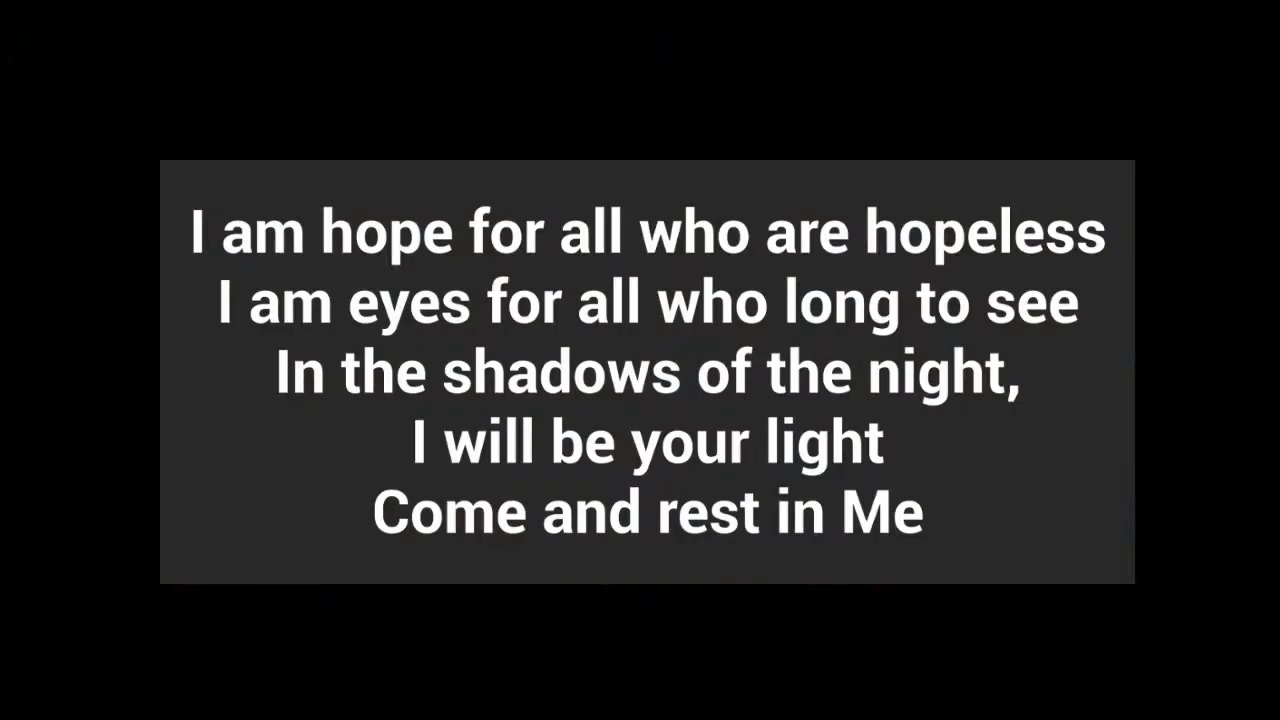 I am hope for all who are hopeless
I am eyes for all who long to see
In the shadows of the night,
I will be your light
Come and rest in Me